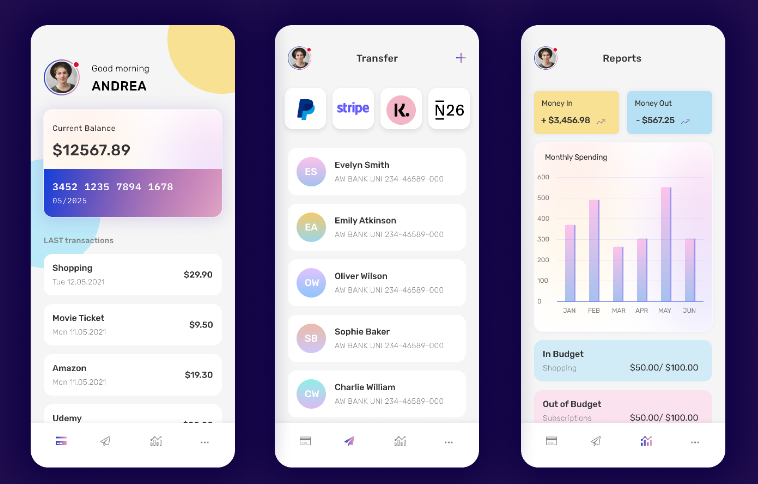 Good morning
ANDREA
Current Balance
$12567.89
3452 1235 7894 1678
05/2025
LAST transactions
Shopping
Tue 12.05.2021
$29.90
Movie Ticket
Mon 11.05.2021
$9.50
Amazon
Mon 11.05.2021
$19.30
Udemy
Transfer
stripe
K.
N26
ES
Evelyn Smith
AW BANK UNI 234-46589-000
EA
Emily Atkinson
AW BANK UNI 234-46589-000
OW
Oliver Wilson
AW BANK UNI 234-46589-000
SB
Sophie Baker
AW BANK UNI 234-46589-000
CW
Charlie William
AW BANK UNI 234-46589-000
Reports
Money In
+ $3,456.98
Money Out
- $567.25
Monthly Spending
600
500
400
300
300
100
0
JAN FEB MAR APR MAY JUN
In Budget
Shopping
$50.00/ $100.00
Out of Budget
Subscriptions
$50.00/ $100.00